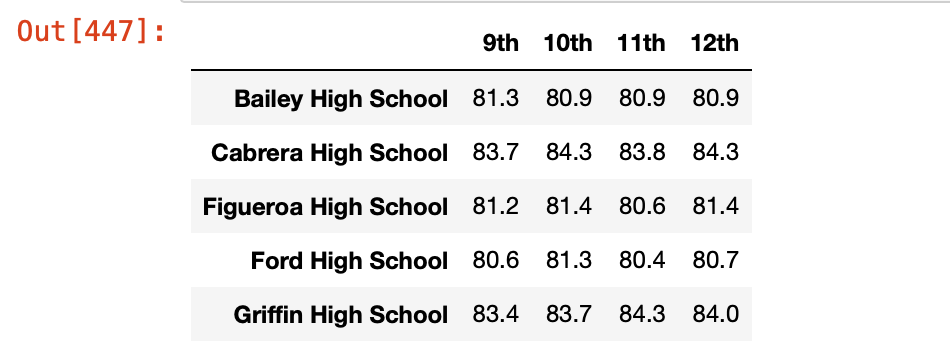 Out[447]:
9th 10th 11th 12th
Bailey High School 81.3 80.9 80.9 80.9
Cabrera High School 83.7 84.3 83.8 84.3
Figueroa High School 81.2 81.4 80.6 81.4
Ford High School 80.6 81.3 80.4 80.7
Griffin High School 83.4 83.7 84.3 84.0